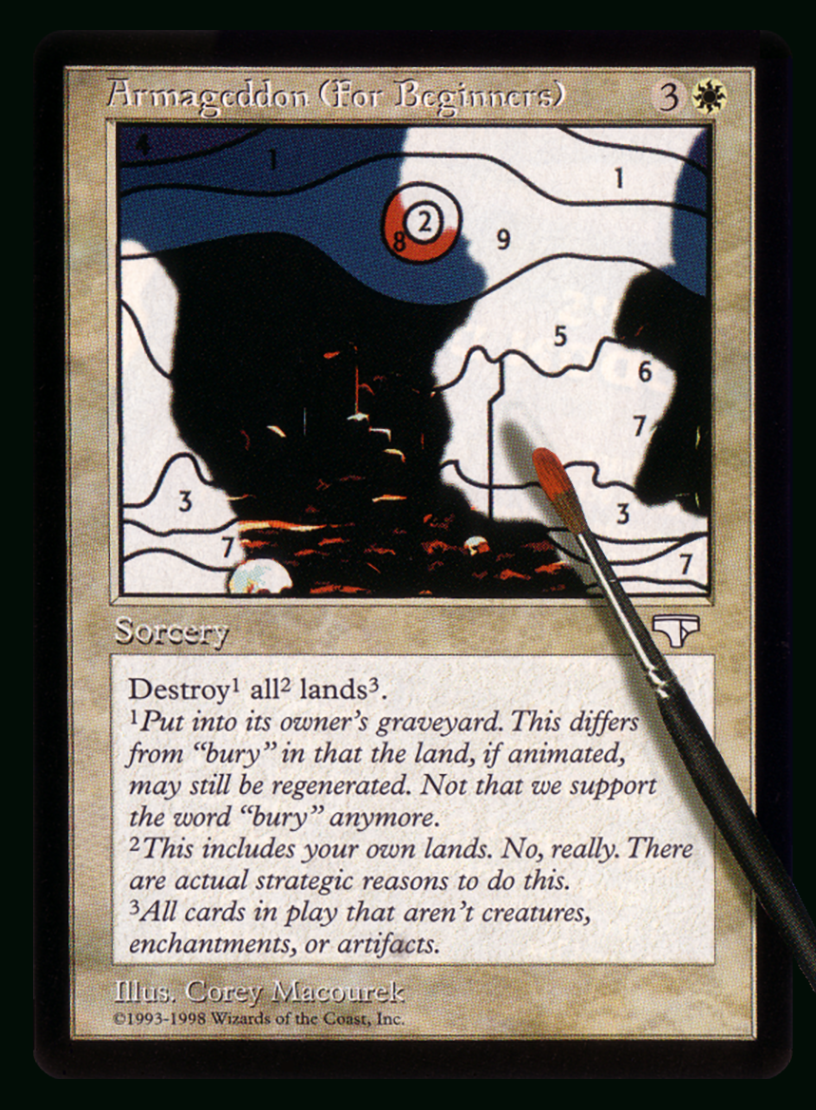 Armageddon (For Beginners) 3
4 1 1
2
8 9
5
6
7
3 3
7 7
Sorcery
Destroy¹ all² lands³.
¹Put into its owner's graveyard. This differs
from “bury” in that the land, if animated,
may still be regenerated. Not that we support
the word “bury” anymore.
²This includes your own lands. No, really. There
are actual strategic reasons to do this.
³All cards in play that aren't creatures,
enchantments, or artifacts.
Illus. Corey Macourek
©1993-1998 Wizards of the Coast, Inc.